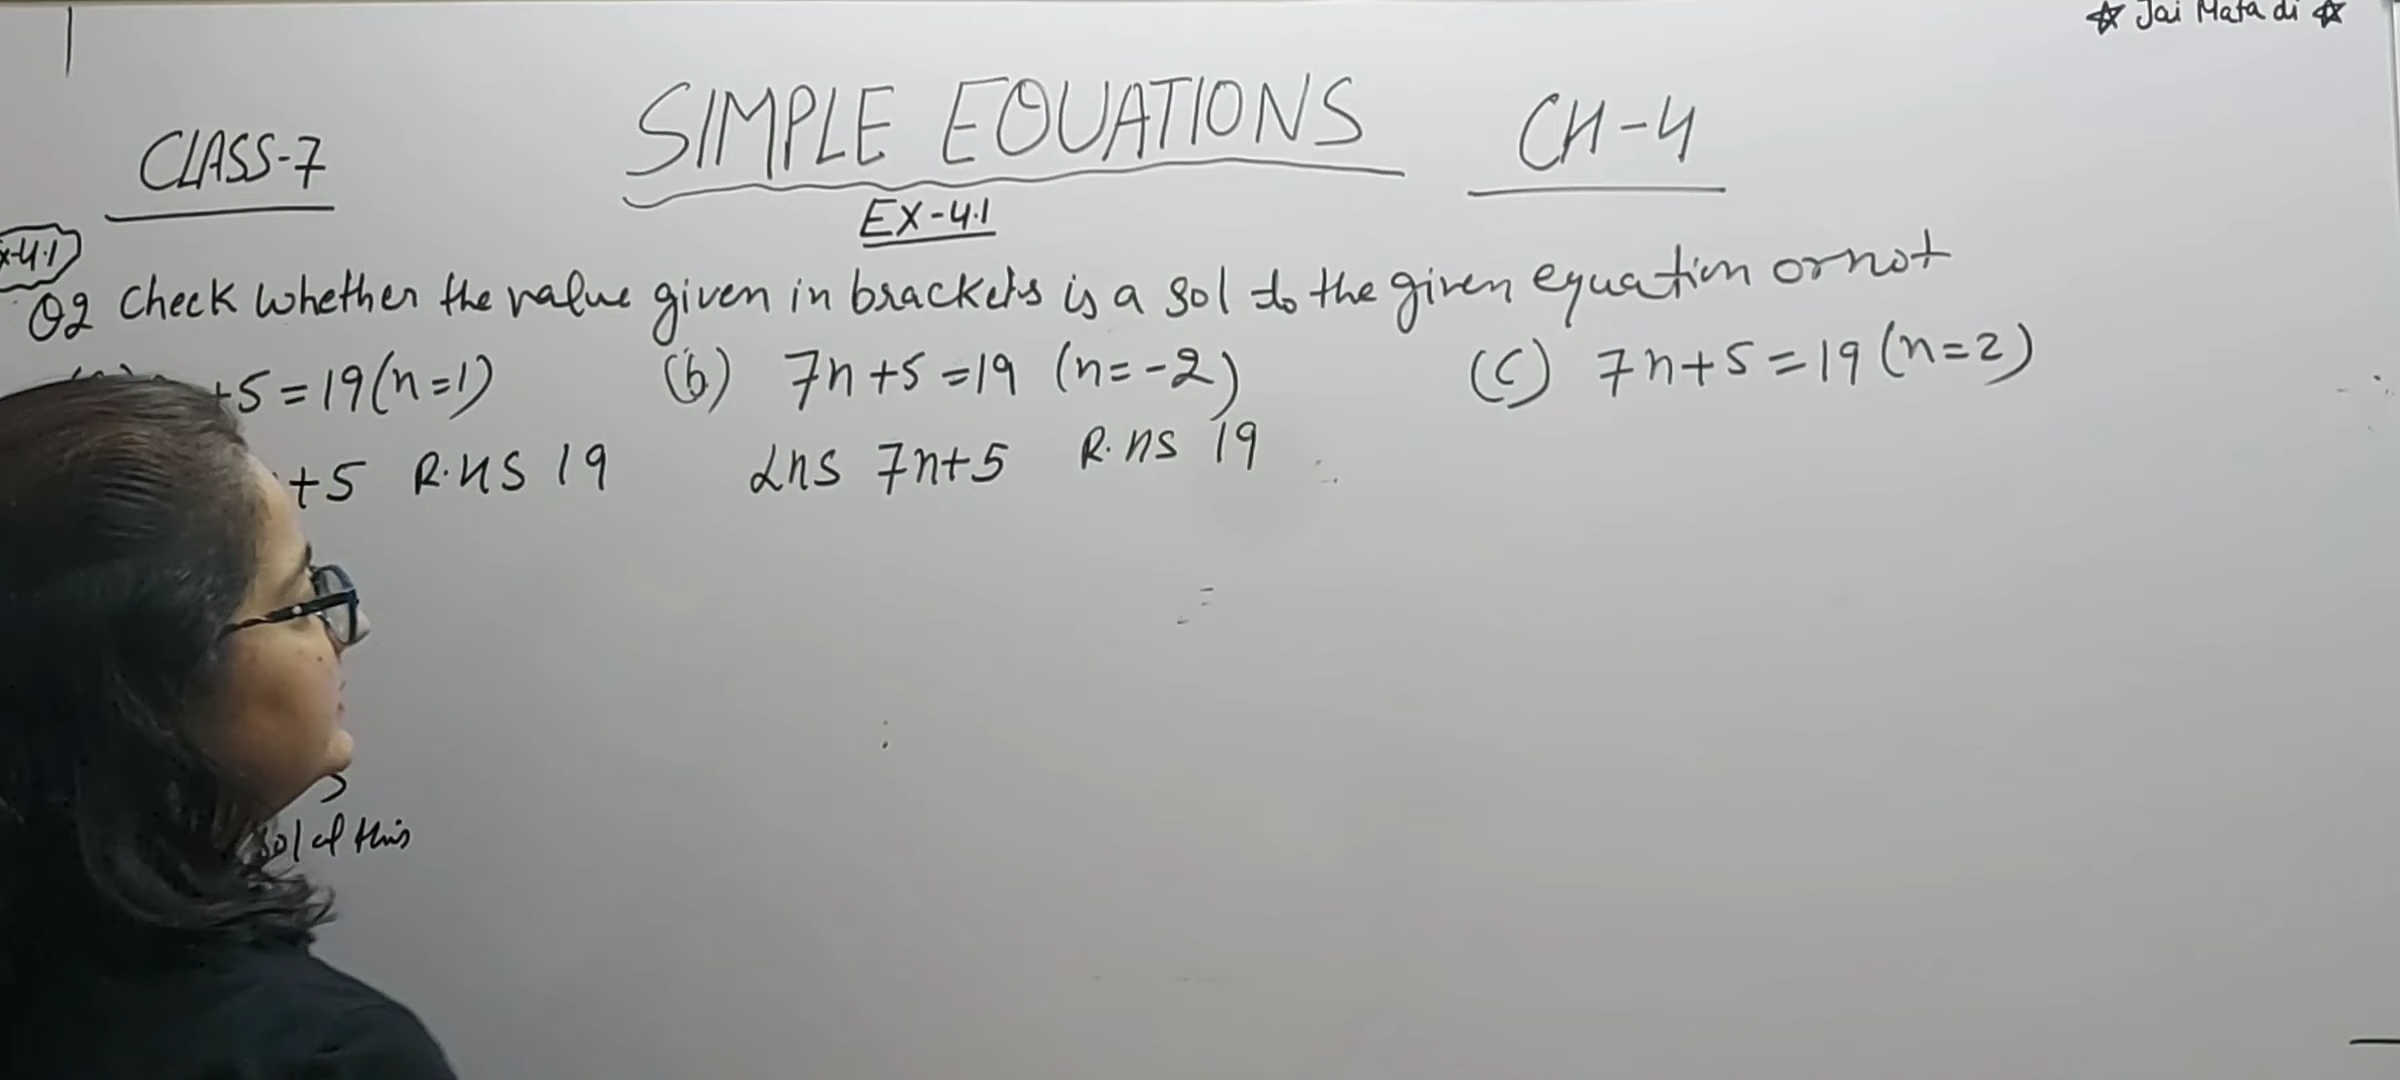 ☆ Jai Mata di ☆
CLASS-7 SIMPLE EQUATIONS CH-4
EX-4.1
x-4.1
Q2 Check whether the value given in brackets is a sol to the given equation or not
+5=19(n=1) (b) 7n+5=19 (n=-2) (C) 7n+5=19(n=2)
+5 R.HS 19 LHS 7n+5 R.HS 19
sol of this